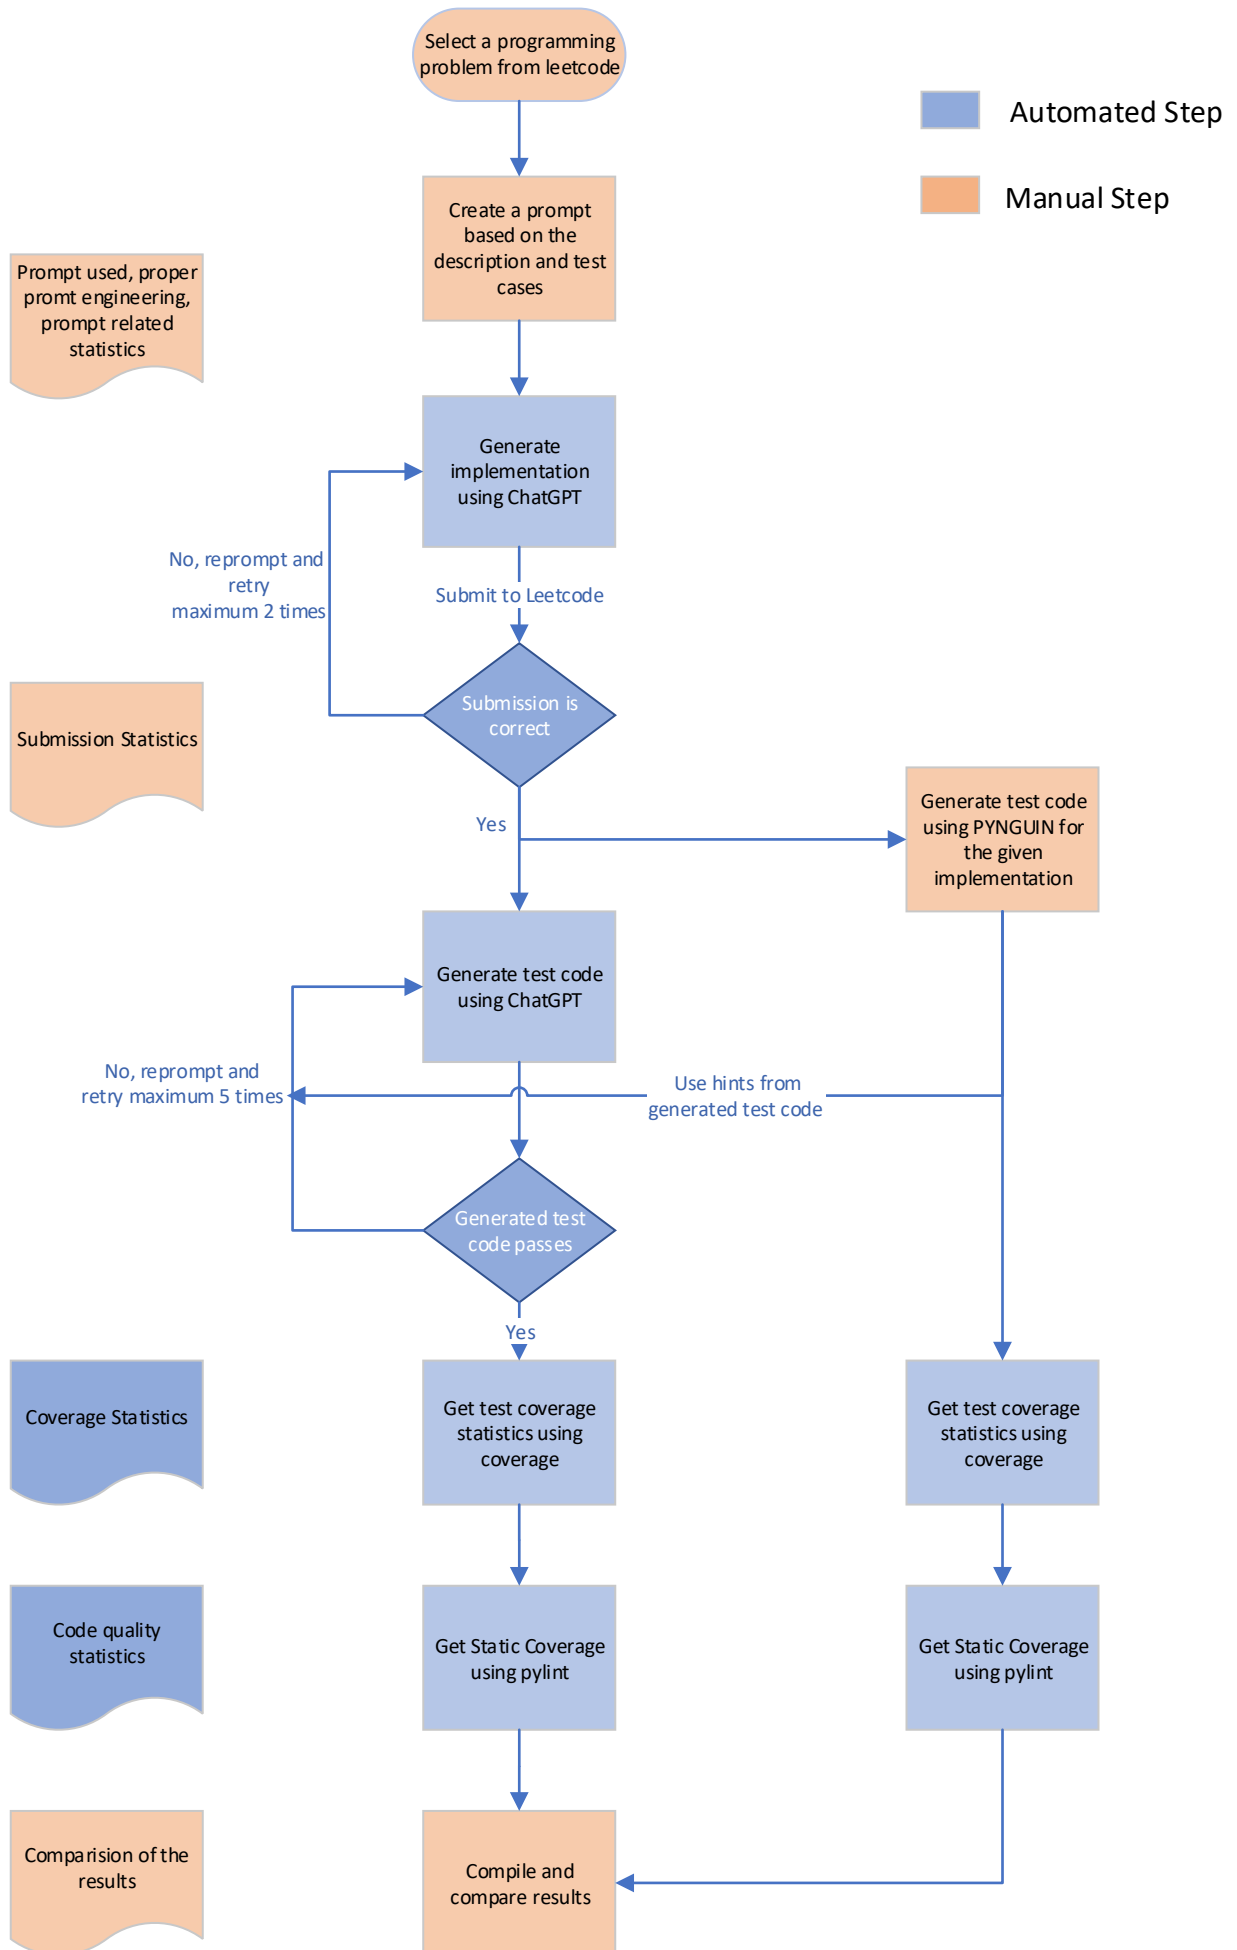 Select a programming
problem from leetcode
Automated Step
Manual Step
Create a prompt
based on the
description and test
cases
Prompt used, proper
promt engineering,
prompt related
statistics
Generate
implementation
using ChatGPT
No, reprompt and
retry
maximum 2 times
Submit to Leetcode
Submission is
correct
Submission Statistics
Yes
Generate test code
using PYNGUIN for
the given
implementation
Generate test code
using ChatGPT
No, reprompt and
retry maximum 5 times
Use hints from
generated test code
Generated test
code passes
Yes
Coverage Statistics
Get test coverage
statistics using
coverage
Get test coverage
statistics using
coverage
Code quality
statistics
Get Static Coverage
using pylint
Get Static Coverage
using pylint
Comparision of the
results
Compile and
compare results